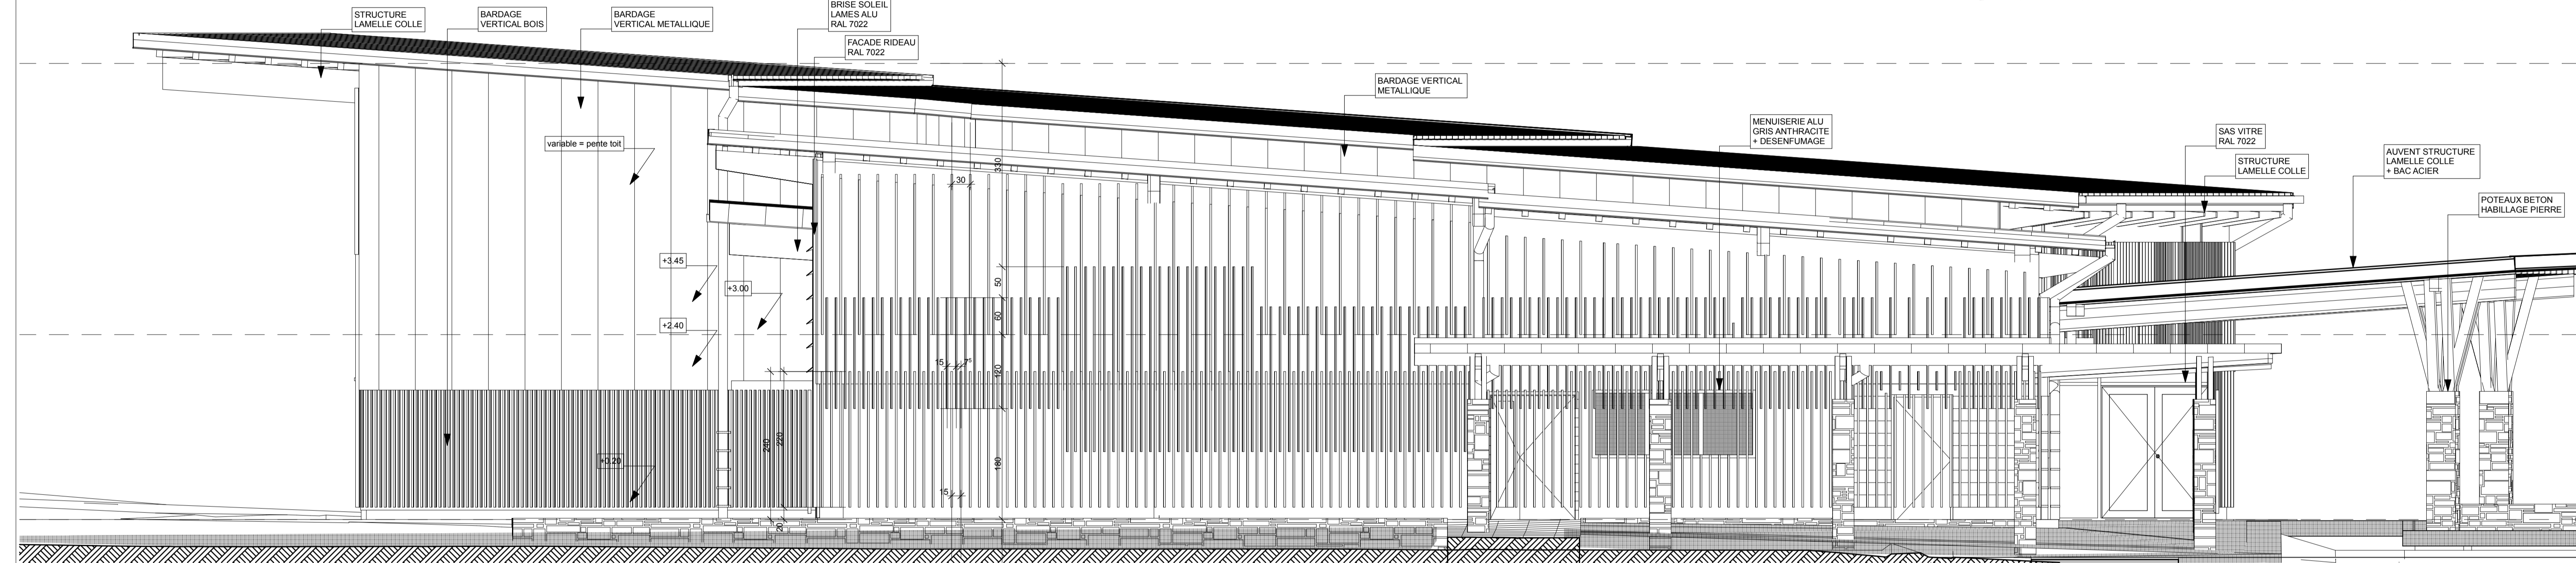 STRUCTURE
LAMELLE COLLE
BARDAGE
VERTICAL BOIS
BARDAGE
VERTICAL METALLIQUE
BRISE SOLEIL
LAMES ALU
RAL 7022
FACADE RIDEAU
RAL 7022
BARDAGE VERTICAL
METALLIQUE
MENUISERIE ALU
GRIS ANTHRACITE
+ DESENFUMAGE
SAS VITRE
RAL 7022
STRUCTURE
LAMELLE COLLE
AUVENT STRUCTURE
LAMELLE COLLE
+ BAC ACIER
POTEAUX BETON
HABILLAGE PIERRE
variable = pente toit
330
30
+3.45
+3.00
50
60
+2.40
15
7⁵
120
240
220
180
+0.20
15
20